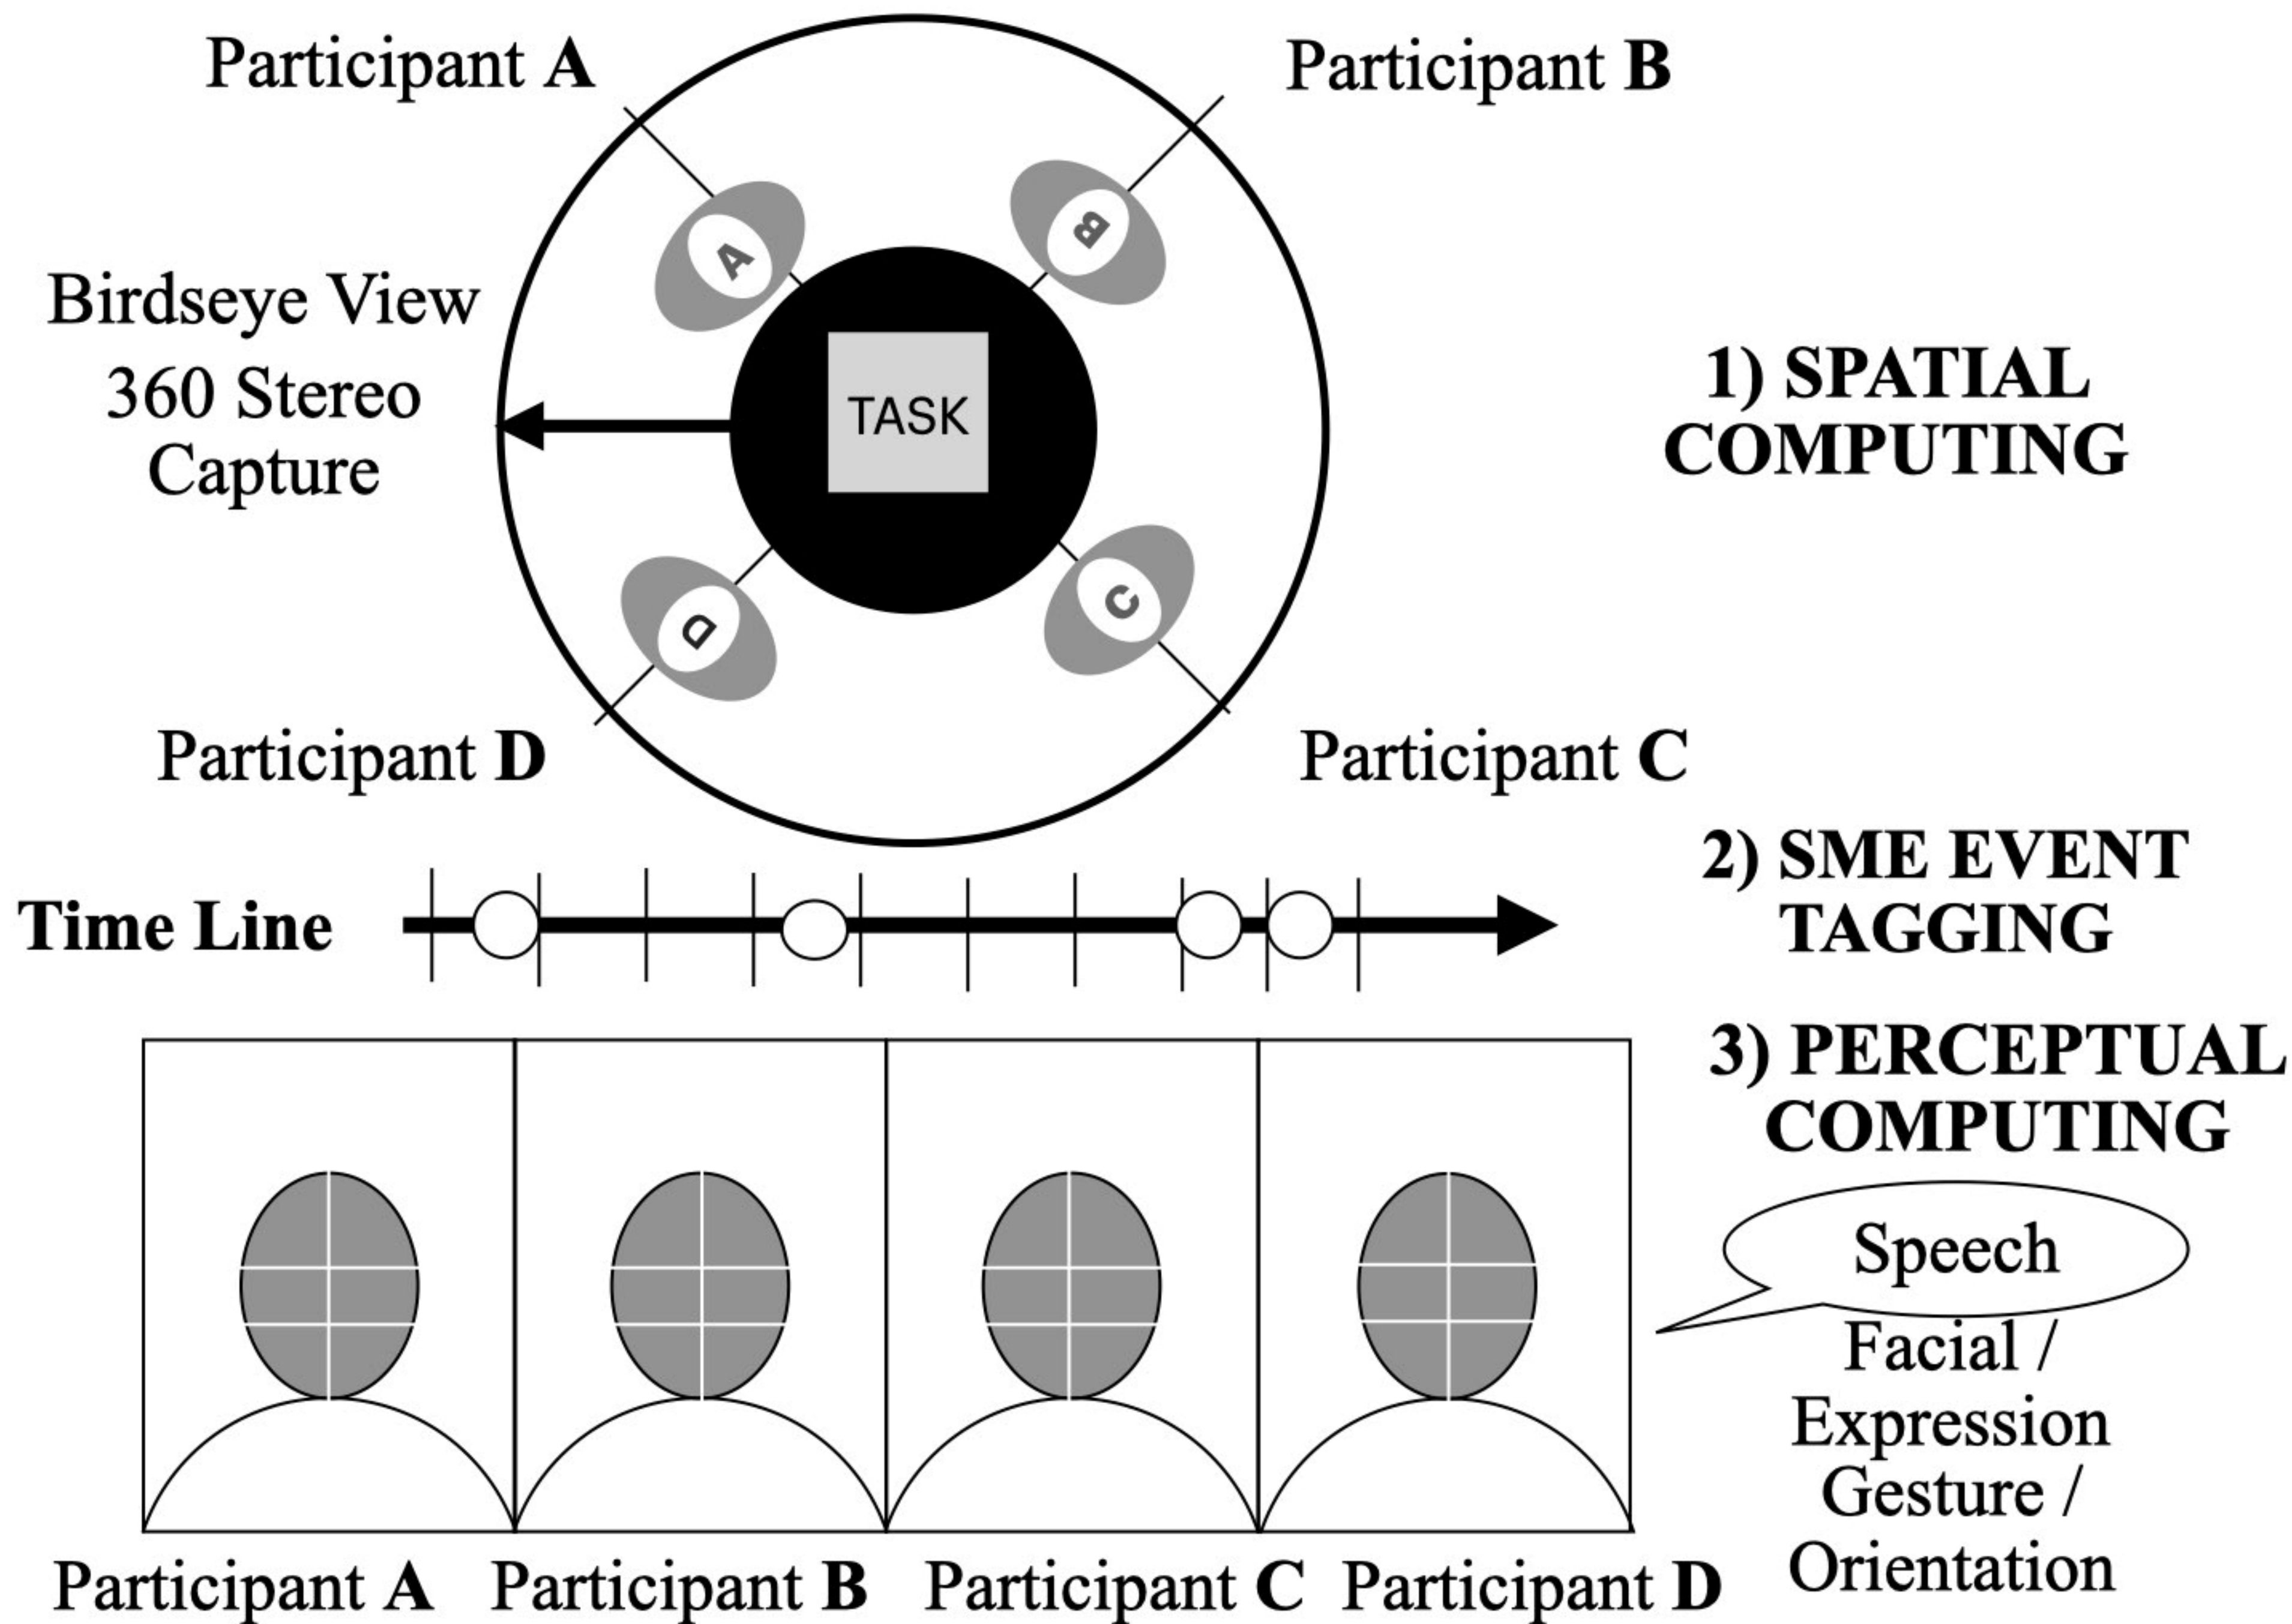 Participant A
Participant B
A
B
Birdseye View
360 Stereo
Capture
TASK
1) SPATIAL
COMPUTING
D
C
Participant D
Participant C
Time Line
2) SME EVENT
TAGGING
3) PERCEPTUAL
COMPUTING
Speech
Facial /
Expression
Gesture /
Orientation
Participant A
Participant B
Participant C
Participant D